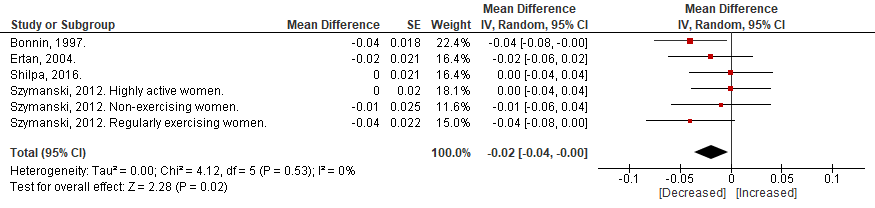 Mean Difference Mean Difference
Study or Subgroup Mean Difference SE Weight IV, Random, 95% CI IV, Random, 95% CI
Bonnin, 1997. -0.04 0.018 22.4% -0.04 [-0.08, -0.00]
Ertan, 2004. -0.02 0.021 16.4% -0.02 [-0.06, 0.02]
Shilpa, 2016. 0 0.021 16.4% 0.00 [-0.04, 0.04]
Szymanski, 2012. Highly active women. 0 0.02 18.1% 0.00 [-0.04, 0.04]
Szymanski, 2012. Non-exercising women. -0.01 0.025 11.6% -0.01 [-0.06, 0.04]
Szymanski, 2012. Regularly exercising women. -0.04 0.022 15.0% -0.04 [-0.08, 0.00]
Total (95% CI) 100.0% -0.02 [-0.04, -0.00]
Heterogeneity: Tau² = 0.00; Chi² = 4.12, df = 5 (P = 0.53); I² = 0%
Test for overall effect: Z = 2.28 (P = 0.02)
-0.1 -0.05 0 0.05 0.1
[Decreased] [Increased]